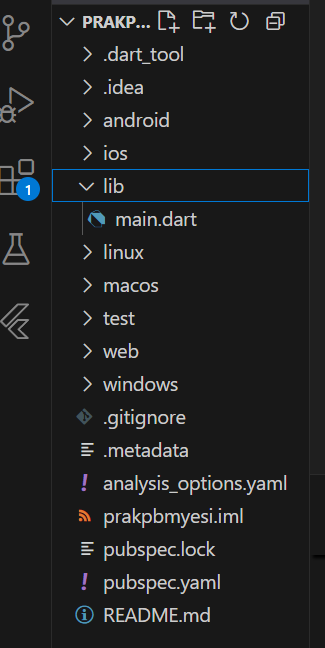 PRAKP...
.dart_tool
.idea
android
ios
lib
main.dart
linux
macos
test
web
windows
.gitignore
.metadata
analysis_options.yaml
prakpbmyesi.iml
pubspec.lock
pubspec.yaml
README.md
1